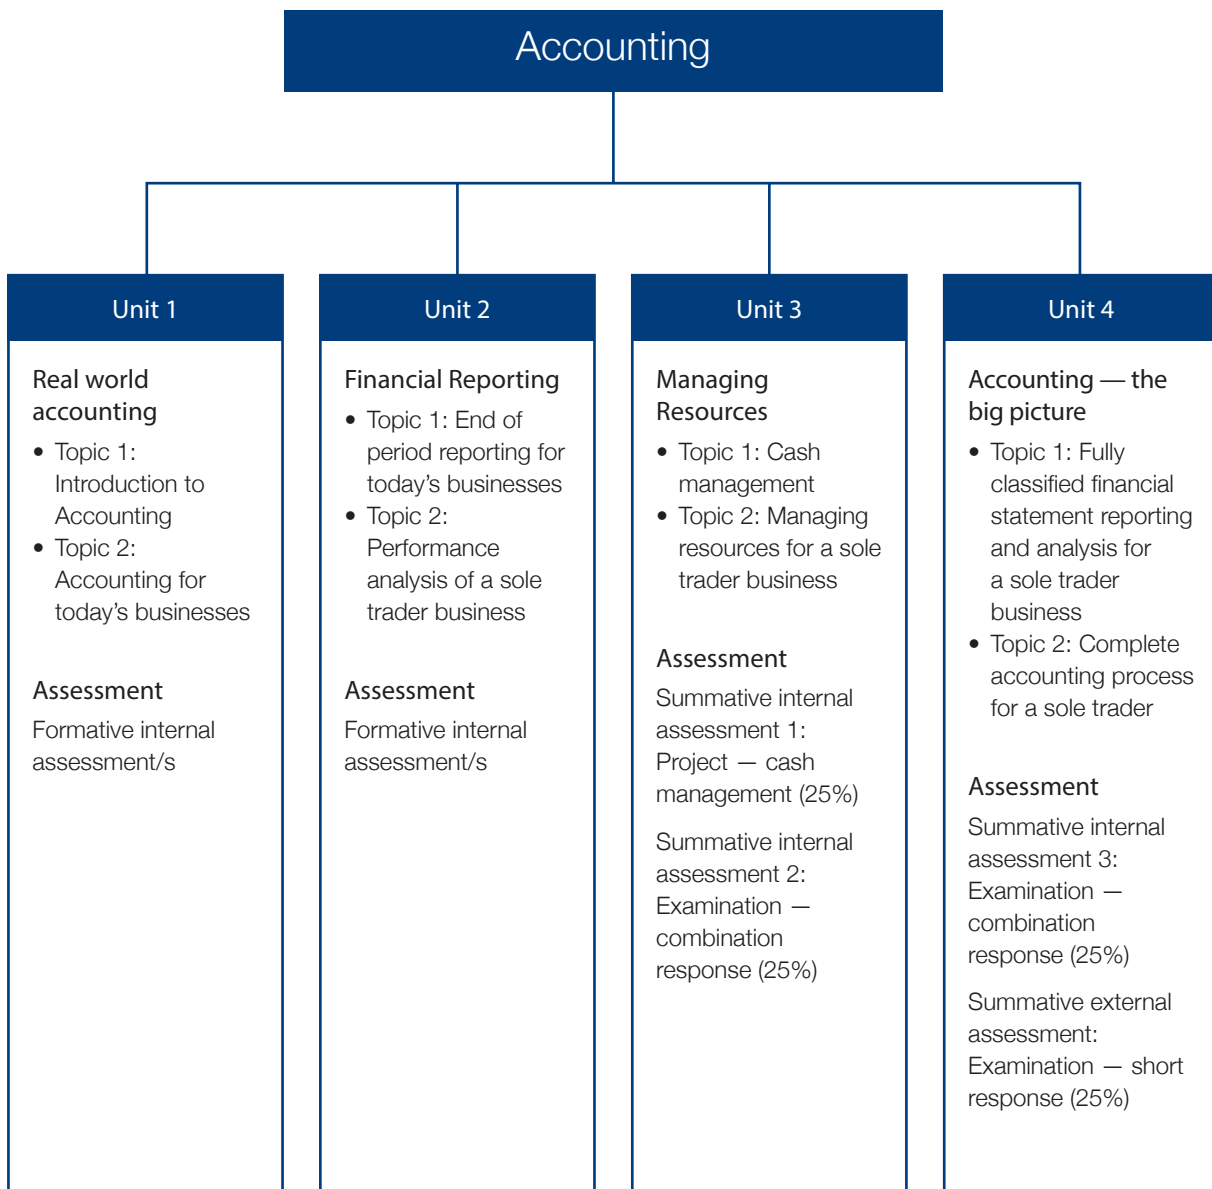 Accounting
Unit 1
Real world
accounting
• Topic 1:
Introduction to
Accounting
• Topic 2:
Accounting for
today's businesses
Assessment
Formative internal
assessment/s
Unit 2
Financial Reporting
• Topic 1: End of
period reporting for
today's businesses
• Topic 2:
Performance
analysis of a sole
trader business
Assessment
Formative internal
assessment/s
Unit 3
Managing
Resources
• Topic 1: Cash
management
• Topic 2: Managing
resources for a sole
trader business
Assessment
Summative internal
assessment 1:
Project — cash
management (25%)
Summative internal
assessment 2:
Examination —
combination
response (25%)
Unit 4
Accounting — the
big picture
• Topic 1: Fully
classified financial
statement reporting
and analysis for
a sole trader
business
• Topic 2: Complete
accounting process
for a sole trader
Assessment
Summative internal
assessment 3:
Examination —
combination
response (25%)
Summative external
assessment:
Examination — short
response (25%)